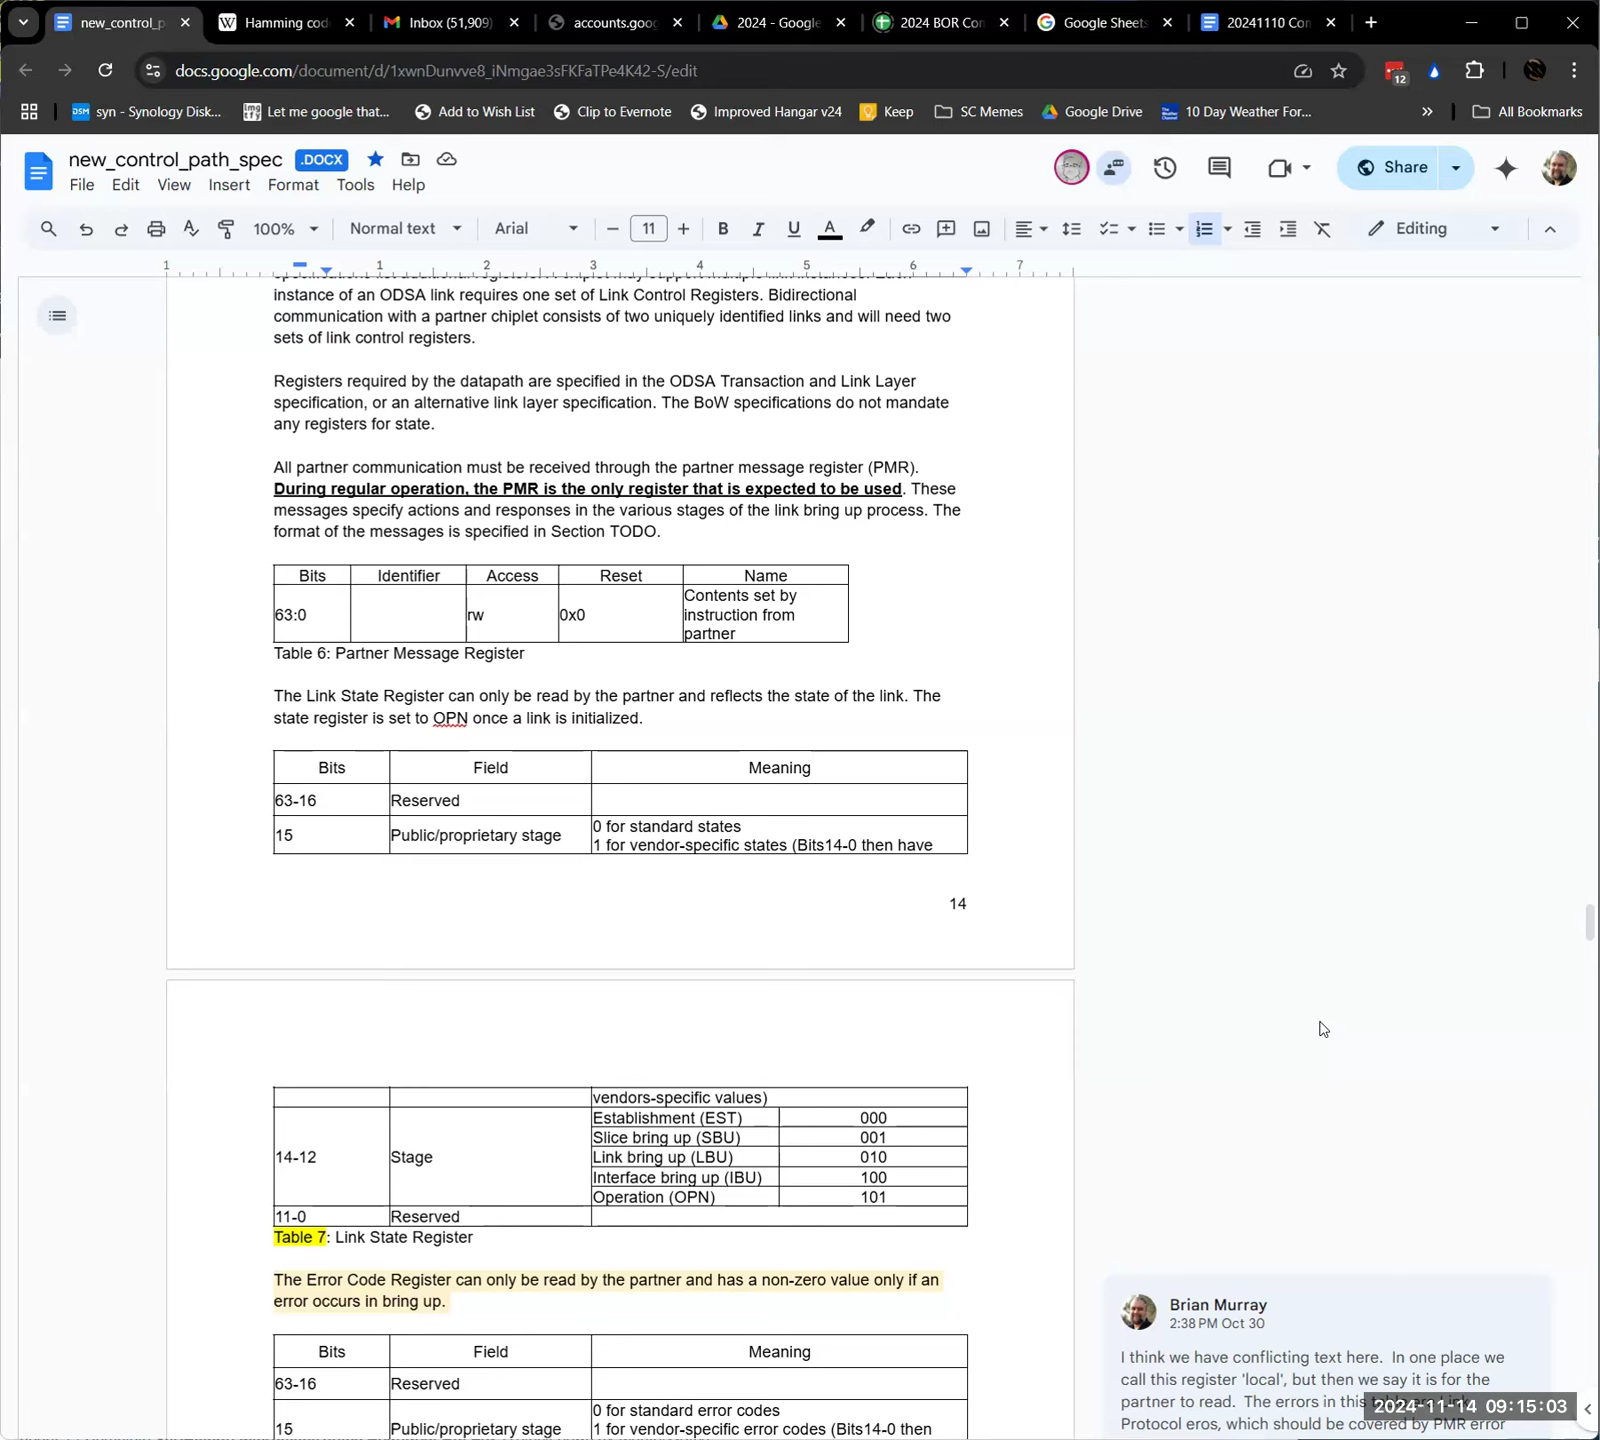 new_control_p
Hamming cod
Inbox (51,909)
accounts.goog
2024 - Google
2024 BOR Con
Google Sheets
20241110 Con
docs.google.com/document/d/1xwnDunvve8_iNmgae3sFKFaTPe4K42-S/edit
12
syn - Synology Disk...
Let me google that...
Add to Wish List
Clip to Evernote
Improved Hangar v24
Keep
SC Memes
Google Drive
10 Day Weather For...
All Bookmarks
new_control_path_spec .DOCX
File Edit View Insert Format Tools Help
Share
100% Normal text Arial 11 B I U A Editing
1 1 2 3 4 5 6 7
instance of an ODSA link requires one set of Link Control Registers. Bidirectional
communication with a partner chiplet consists of two uniquely identified links and will need two
sets of link control registers.
Registers required by the datapath are specified in the ODSA Transaction and Link Layer
specification, or an alternative link layer specification. The BoW specifications do not mandate
any registers for state.
All partner communication must be received through the partner message register (PMR).
During regular operation, the PMR is the only register that is expected to be used. These
messages specify actions and responses in the various stages of the link bring up process. The
format of the messages is specified in Section TODO.
Bits Identifier Access Reset Name
63:0 rw 0x0 Contents set by
instruction from
partner
Table 6: Partner Message Register
The Link State Register can only be read by the partner and reflects the state of the link. The
state register is set to OPN once a link is initialized.
Bits Field Meaning
63-16 Reserved
15 Public/proprietary stage 0 for standard states
1 for vendor-specific states (Bits14-0 then have
14
vendors-specific values)
14-12 Stage
Establishment (EST) 000
Slice bring up (SBU) 001
Link bring up (LBU) 010
Interface bring up (IBU) 100
Operation (OPN) 101
11-0 Reserved
Table 7: Link State Register
The Error Code Register can only be read by the partner and has a non-zero value only if an
error occurs in bring up.
Bits Field Meaning
63-16 Reserved
15 Public/proprietary stage 0 for standard error codes
1 for vendor-specific error codes (Bits14-0 then
Brian Murray
2:38 PM Oct 30
I think we have conflicting text here. In one place we
call this register 'local', but then we say it is for the
partner to read. The errors in this
Protocol eros, which should be covered by PMR error
2024-11-14 09:15:03